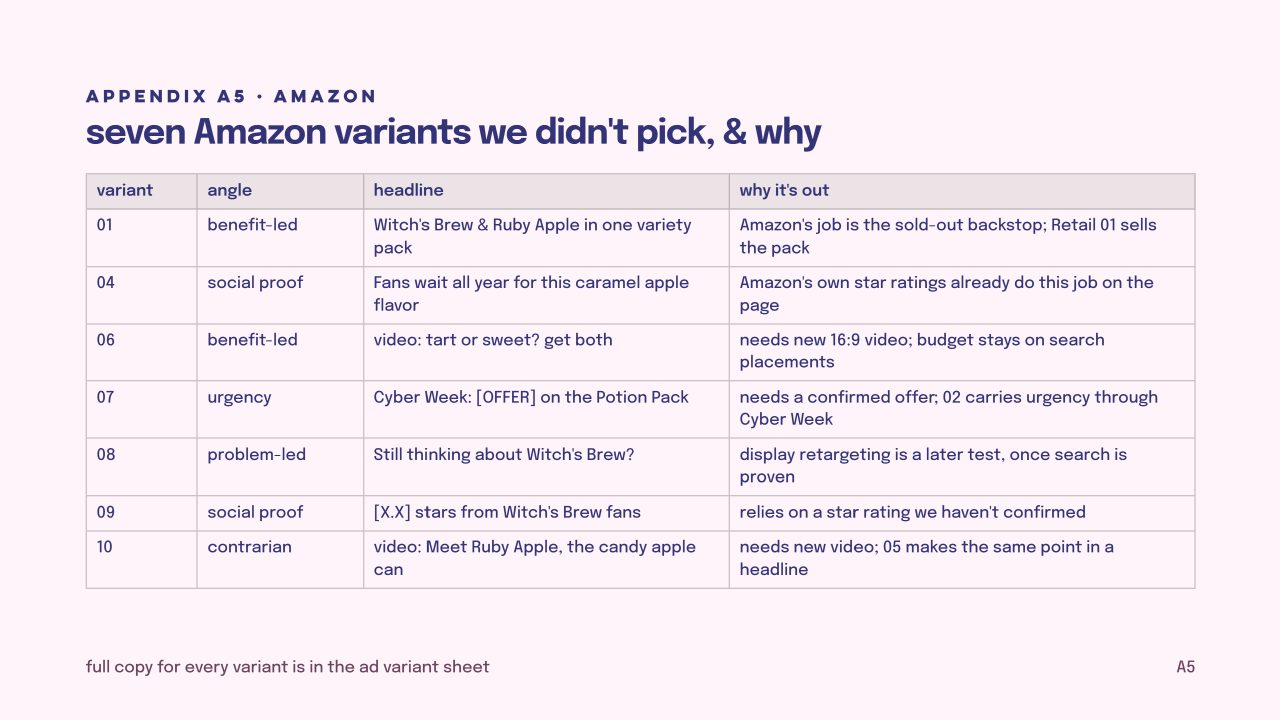 APPENDIX A5 · AMAZON
seven Amazon variants we didn't pick, & why
variant angle headline why it's out
01 benefit-led Witch's Brew & Ruby Apple in one variety pack Amazon's job is the sold-out backstop; Retail 01 sells the pack
04 social proof Fans wait all year for this caramel apple flavor Amazon's own star ratings already do this job on the page
06 benefit-led video: tart or sweet? get both needs new 16:9 video; budget stays on search placements
07 urgency Cyber Week: [OFFER] on the Potion Pack needs a confirmed offer; 02 carries urgency through Cyber Week
08 problem-led Still thinking about Witch's Brew? display retargeting is a later test, once search is proven
09 social proof [X.X] stars from Witch's Brew fans relies on a star rating we haven't confirmed
10 contrarian video: Meet Ruby Apple, the candy apple can needs new video; 05 makes the same point in a headline
full copy for every variant is in the ad variant sheet
A5